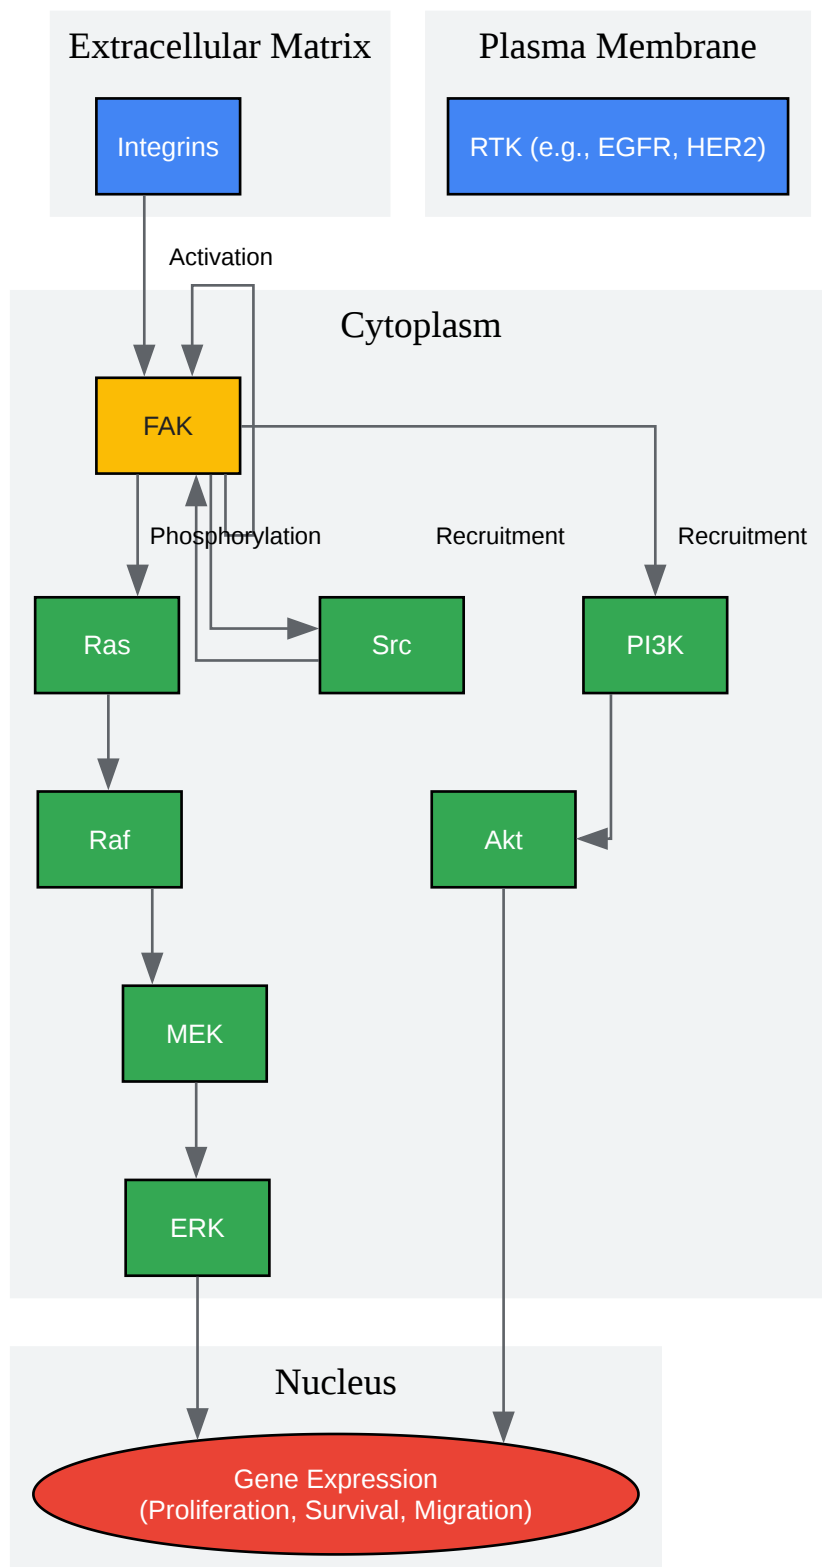 Extracellular Matrix
Plasma Membrane
Integrins
RTK (e.g., EGFR, HER2)
Activation
Cytoplasm
FAK
Phosphorylation
Recruitment
Recruitment
Ras
Src
PI3K
Raf
Akt
MEK
ERK
Nucleus
Gene Expression
(Proliferation, Survival, Migration)